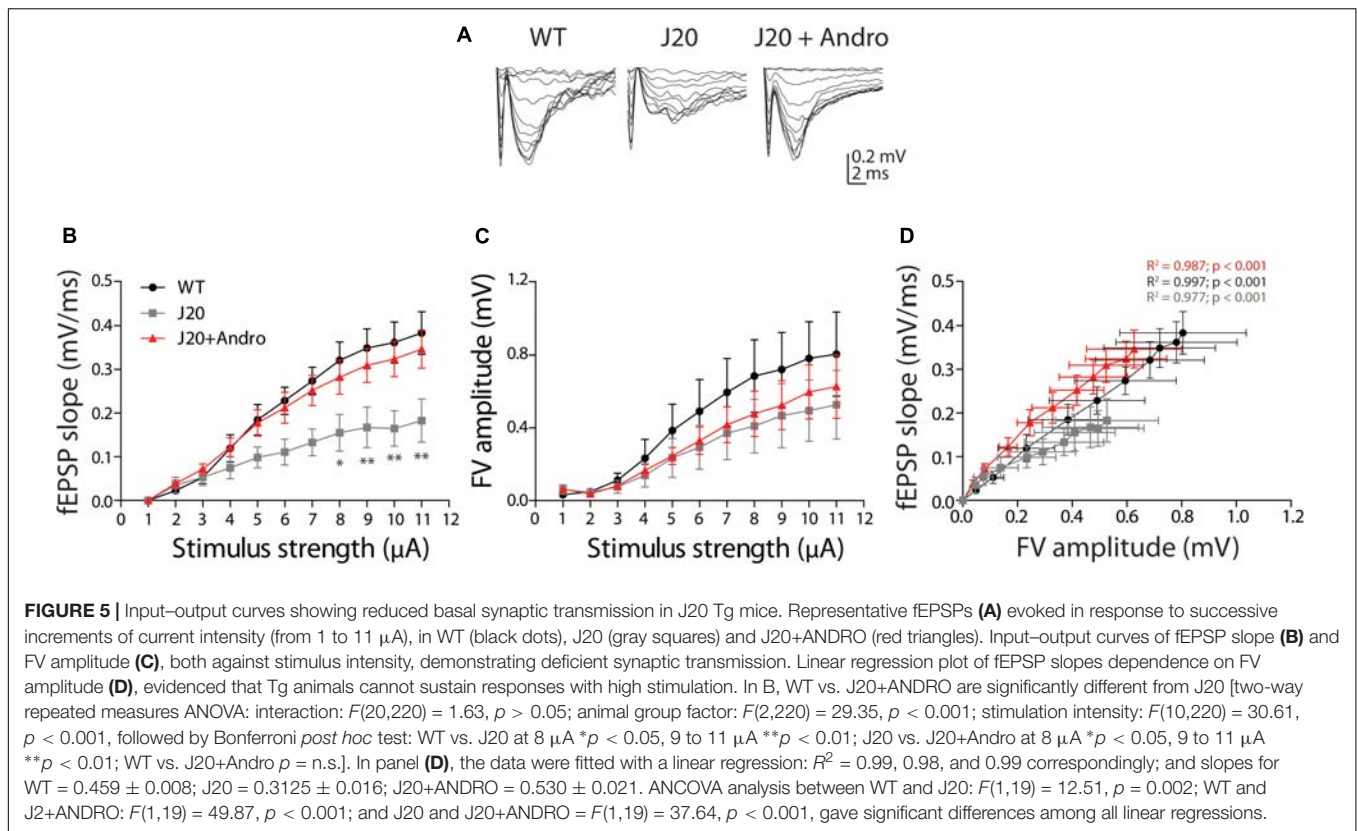 A
WT J20 J20 + Andro
0.2 mV
2 ms
B
fEPSP slope (mV/ms)
0.5
0.4
0.3
0.2
0.1
0.0
WT
J20
J20+Andro
* ** ** **
0 1 2 3 4 5 6 7 8 9 10 11 12
Stimulus strength (µA)
C
FV amplitude (mV)
1.2
0.8
0.4
0.0
0 1 2 3 4 5 6 7 8 9 10 11 12
Stimulus strength (µA)
D
R² = 0.987; p < 0.001
R² = 0.997; p < 0.001
R² = 0.977; p < 0.001
fEPSP slope (mV/ms)
0.5
0.4
0.3
0.2
0.1
0.0
0.0 0.2 0.4 0.6 0.8 1.0 1.2
FV amplitude (mV)
FIGURE 5 | Input–output curves showing reduced basal synaptic transmission in J20 Tg mice. Representative fEPSPs (A) evoked in response to successive
increments of current intensity (from 1 to 11 µA), in WT (black dots), J20 (gray squares) and J20+ANDRO (red triangles). Input–output curves of fEPSP slope (B) and
FV amplitude (C), both against stimulus intensity, demonstrating deficient synaptic transmission. Linear regression plot of fEPSP slopes dependence on FV
amplitude (D), evidenced that Tg animals cannot sustain responses with high stimulation. In B, WT vs. J20+ANDRO are significantly different from J20 [two-way
repeated measures ANOVA: interaction: F(20,220) = 1.63, p > 0.05; animal group factor: F(2,220) = 29.35, p < 0.001; stimulation intensity: F(10,220) = 30.61,
p < 0.001, followed by Bonferroni post hoc test: WT vs. J20 at 8 µA *p < 0.05, 9 to 11 µA **p < 0.01; J20 vs. J20+Andro at 8 µA *p < 0.05, 9 to 11 µA
**p < 0.01; WT vs. J20+Andro p = n.s.]. In panel (D), the data were fitted with a linear regression: R² = 0.99, 0.98, and 0.99 correspondingly; and slopes for
WT = 0.459 ± 0.008; J20 = 0.3125 ± 0.016; J20+ANDRO = 0.530 ± 0.021. ANCOVA analysis between WT and J20: F(1,19) = 12.51, p = 0.002; WT and
J2+ANDRO: F(1,19) = 49.87, p < 0.001; and J20 and J20+ANDRO = F(1,19) = 37.64, p < 0.001, gave significant differences among all linear regressions.